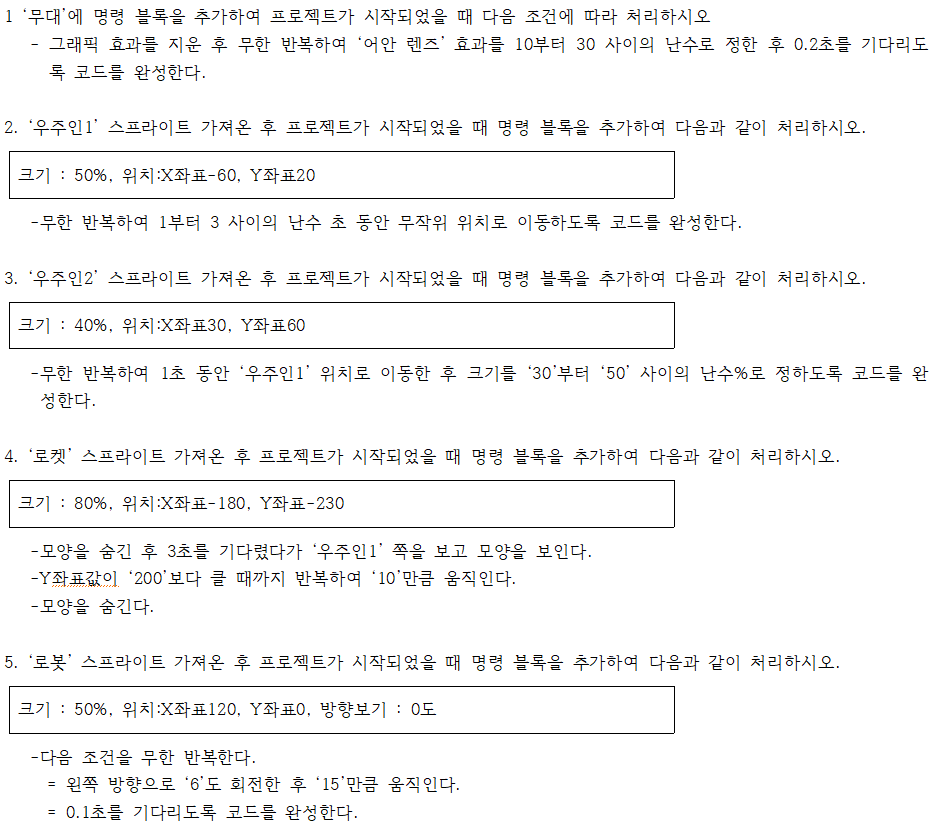 1 ‘무대’에 명령 블록을 추가하여 프로젝트가 시작되었을 때 다음 조건에 따라 처리하시오
- 그래픽 효과를 지운 후 무한 반복하여 ‘어안 렌즈’ 효과를 10부터 30 사이의 난수로 정한 후 0.2초를 기다리도
록 코드를 완성한다.
2. ‘우주인1’ 스프라이트 가져온 후 프로젝트가 시작되었을 때 명령 블록을 추가하여 다음과 같이 처리하시오.
크기 : 50%, 위치:X좌표-60, Y좌표20
-무한 반복하여 1부터 3 사이의 난수 초 동안 무작위 위치로 이동하도록 코드를 완성한다.
3. ‘우주인2’ 스프라이트 가져온 후 프로젝트가 시작되었을 때 명령 블록을 추가하여 다음과 같이 처리하시오.
크기 : 40%, 위치:X좌표30, Y좌표60
-무한 반복하여 1초 동안 ‘우주인1’ 위치로 이동한 후 크기를 ‘30’부터 ‘50’ 사이의 난수%로 정하도록 코드를 완
성한다.
4. ‘로켓’ 스프라이트 가져온 후 프로젝트가 시작되었을 때 명령 블록을 추가하여 다음과 같이 처리하시오.
크기 : 80%, 위치:X좌표-180, Y좌표-230
-모양을 숨긴 후 3초를 기다렸다가 ‘우주인1’ 쪽을 보고 모양을 보인다.
-Y좌표값이 ‘200’보다 클 때까지 반복하여 ‘10’만큼 움직인다.
-모양을 숨긴다.
5. ‘로봇’ 스프라이트 가져온 후 프로젝트가 시작되었을 때 명령 블록을 추가하여 다음과 같이 처리하시오.
크기 : 50%, 위치:X좌표120, Y좌표0, 방향보기 : 0도
-다음 조건을 무한 반복한다.
= 왼쪽 방향으로 ‘6’도 회전한 후 ‘15’만큼 움직인다.
= 0.1초를 기다리도록 코드를 완성한다.